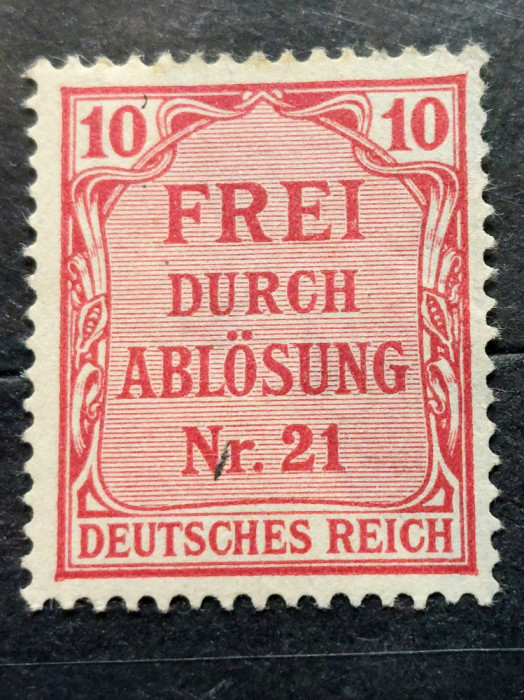 10 10
FREI
DURCH
ABLÖSUNG
Nr. 21
DEUTSCHES REICH